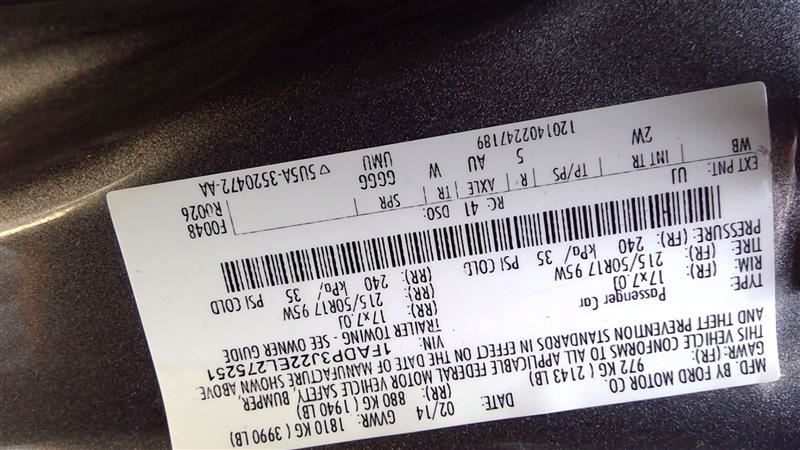 MFD. BY FORD MOTOR CO.
DATE: 02/14 GVWR: 1810 KG ( 3990 LB)
GAWR: (FR) 972 KG ( 2143 LB) (RR) 880 KG ( 1940 LB)
THIS VEHICLE CONFORMS TO ALL APPLICABLE FEDERAL MOTOR VEHICLE SAFETY, BUMPER,
AND THEFT PREVENTION STANDARDS IN EFFECT ON THE DATE OF MANUFACTURE SHOWN ABOVE.
VIN: 1FADP3J22EL275251
TYPE: Passenger Car TRAILER TOWING - SEE OWNER GUIDE
RIM: (FR) 17x7.0J (RR): 17x7.0J
TIRE: (FR): 215/50R17 95W (RR): 215/50R17 95W
PRESSURE: (FR): 240 kPa/ 35 PSI COLD (RR): 240 kPa/ 35 PSI COLD
UJ RC: 41 DSO: F0048
EXT PNT: RJ026
WB INT TR TP/PS R AXLE TR SPR
2W 5 AU W GGGG
UMU
1201402247189 5U5A-3520472-AA